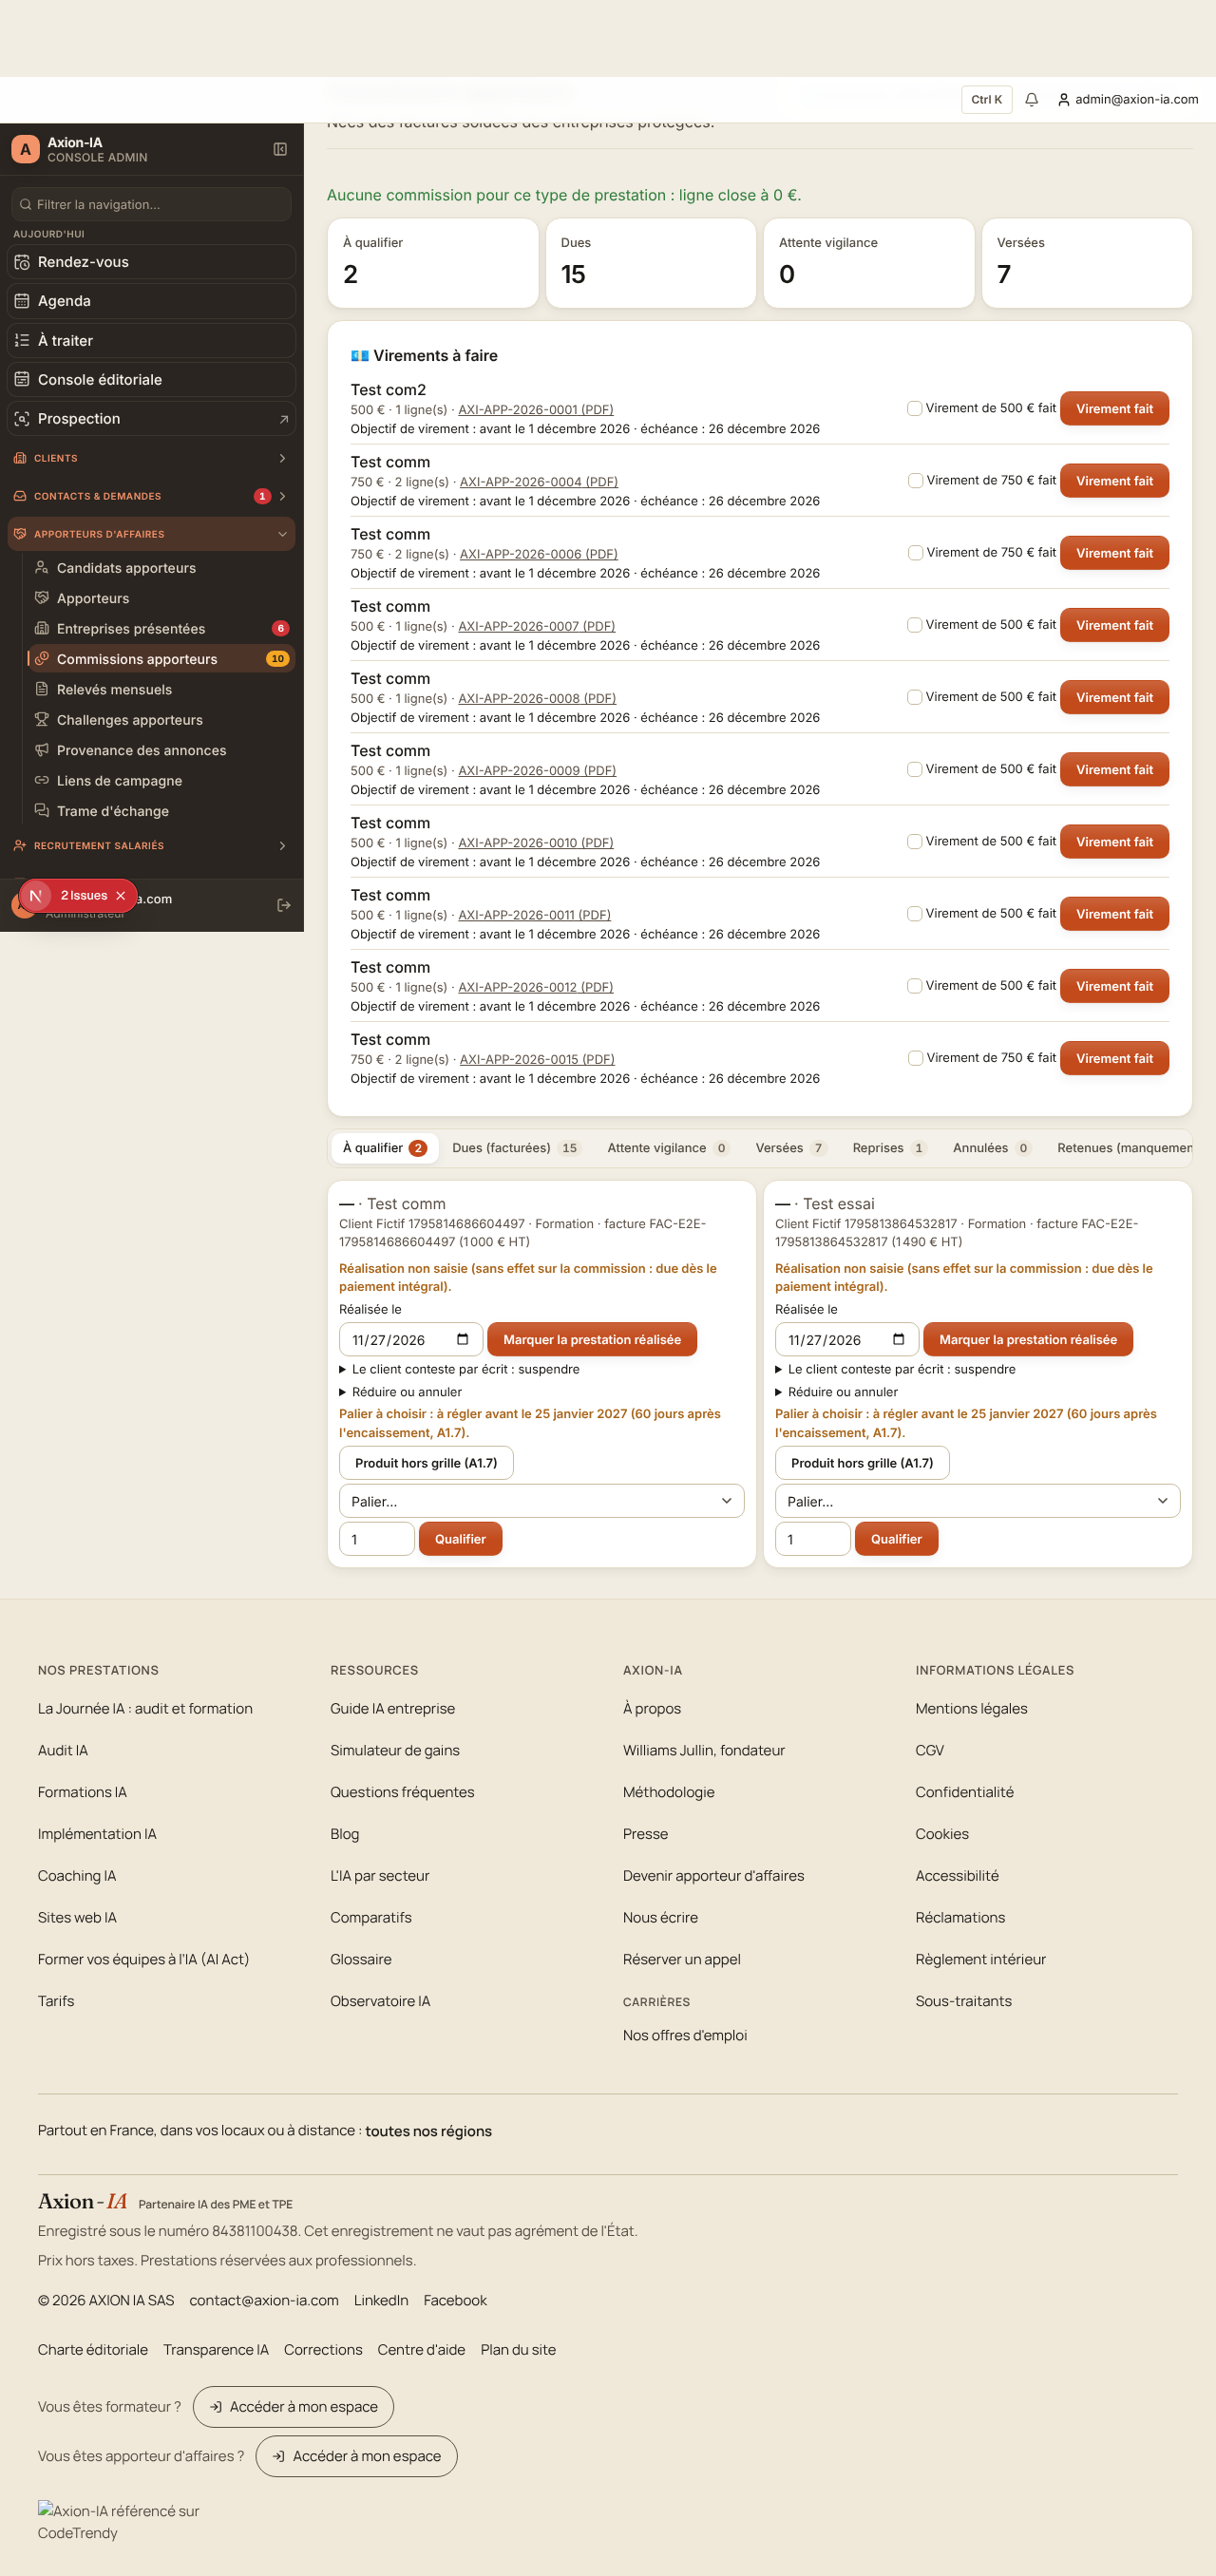 Ctrl K
admin@axion-ia.com
A
Axion-IA
CONSOLE ADMIN
Filtrer la navigation...
AUJOURD'HUI
Rendez-vous
Agenda
À traiter
Console éditoriale
Prospection
CLIENTS
CONTACTS & DEMANDES 1
APPORTEURS D'AFFAIRES
Candidats apporteurs
Apporteurs
Entreprises présentées 6
Commissions apporteurs 10
Relevés mensuels
Challenges apporteurs
Provenance des annonces
Liens de campagne
Trame d'échange
RECRUTEMENT SALARIÉS
2 Issues
a.com
Administrateur
Nées des factures soldées des entreprises protégées.
Aucune commission pour ce type de prestation : ligne close à 0 €.
À qualifier
2
Dues
15
Attente vigilance
0
Versées
7
💶 Virements à faire
Test com2
500 € · 1 ligne(s) · AXI-APP-2026-0001 (PDF)
Objectif de virement : avant le 1 décembre 2026 · échéance : 26 décembre 2026
Virement de 500 € fait Virement fait
Test comm
750 € · 2 ligne(s) · AXI-APP-2026-0004 (PDF)
Objectif de virement : avant le 1 décembre 2026 · échéance : 26 décembre 2026
Virement de 750 € fait Virement fait
Test comm
750 € · 2 ligne(s) · AXI-APP-2026-0006 (PDF)
Objectif de virement : avant le 1 décembre 2026 · échéance : 26 décembre 2026
Virement de 750 € fait Virement fait
Test comm
500 € · 1 ligne(s) · AXI-APP-2026-0007 (PDF)
Objectif de virement : avant le 1 décembre 2026 · échéance : 26 décembre 2026
Virement de 500 € fait Virement fait
Test comm
500 € · 1 ligne(s) · AXI-APP-2026-0008 (PDF)
Objectif de virement : avant le 1 décembre 2026 · échéance : 26 décembre 2026
Virement de 500 € fait Virement fait
Test comm
500 € · 1 ligne(s) · AXI-APP-2026-0009 (PDF)
Objectif de virement : avant le 1 décembre 2026 · échéance : 26 décembre 2026
Virement de 500 € fait Virement fait
Test comm
500 € · 1 ligne(s) · AXI-APP-2026-0010 (PDF)
Objectif de virement : avant le 1 décembre 2026 · échéance : 26 décembre 2026
Virement de 500 € fait Virement fait
Test comm
500 € · 1 ligne(s) · AXI-APP-2026-0011 (PDF)
Objectif de virement : avant le 1 décembre 2026 · échéance : 26 décembre 2026
Virement de 500 € fait Virement fait
Test comm
500 € · 1 ligne(s) · AXI-APP-2026-0012 (PDF)
Objectif de virement : avant le 1 décembre 2026 · échéance : 26 décembre 2026
Virement de 500 € fait Virement fait
Test comm
750 € · 2 ligne(s) · AXI-APP-2026-0015 (PDF)
Objectif de virement : avant le 1 décembre 2026 · échéance : 26 décembre 2026
Virement de 750 € fait Virement fait
À qualifier 2 Dues (facturées) 15 Attente vigilance 0 Versées 7 Reprises 1 Annulées 0 Retenues (manquemen
— · Test comm
Client Fictif 1795814686604497 · Formation · facture FAC-E2E-
1795814686604497 (1 000 € HT)
Réalisation non saisie (sans effet sur la commission : due dès le
paiement intégral).
Réalisée le
11/27/2026 Marquer la prestation réalisée
Le client conteste par écrit : suspendre
Réduire ou annuler
Palier à choisir : à régler avant le 25 janvier 2027 (60 jours après
l'encaissement, A1.7).
Produit hors grille (A1.7)
Palier...
1 Qualifier
— · Test essai
Client Fictif 1795813864532817 · Formation · facture FAC-E2E-
1795813864532817 (1 490 € HT)
Réalisation non saisie (sans effet sur la commission : due dès le
paiement intégral).
Réalisée le
11/27/2026 Marquer la prestation réalisée
Le client conteste par écrit : suspendre
Réduire ou annuler
Palier à choisir : à régler avant le 25 janvier 2027 (60 jours après
l'encaissement, A1.7).
Produit hors grille (A1.7)
Palier...
1 Qualifier
NOS PRESTATIONS
La Journée IA : audit et formation
Audit IA
Formations IA
Implémentation IA
Coaching IA
Sites web IA
Former vos équipes à l'IA (AI Act)
Tarifs
RESSOURCES
Guide IA entreprise
Simulateur de gains
Questions fréquentes
Blog
L'IA par secteur
Comparatifs
Glossaire
Observatoire IA
AXION-IA
À propos
Williams Jullin, fondateur
Méthodologie
Presse
Devenir apporteur d'affaires
Nous écrire
Réserver un appel
CARRIÈRES
Nos offres d'emploi
INFORMATIONS LÉGALES
Mentions légales
CGV
Confidentialité
Cookies
Accessibilité
Réclamations
Règlement intérieur
Sous-traitants
Partout en France, dans vos locaux ou à distance : toutes nos régions
Axion-IA Partenaire IA des PME et TPE
Enregistré sous le numéro 84381100438. Cet enregistrement ne vaut pas agrément de l'État.
Prix hors taxes. Prestations réservées aux professionnels.
© 2026 AXION IA SAS contact@axion-ia.com LinkedIn Facebook
Charte éditoriale Transparence IA Corrections Centre d'aide Plan du site
Vous êtes formateur ? Accéder à mon espace
Vous êtes apporteur d'affaires ? Accéder à mon espace
Axion-IA référencé sur
CodeTrendy